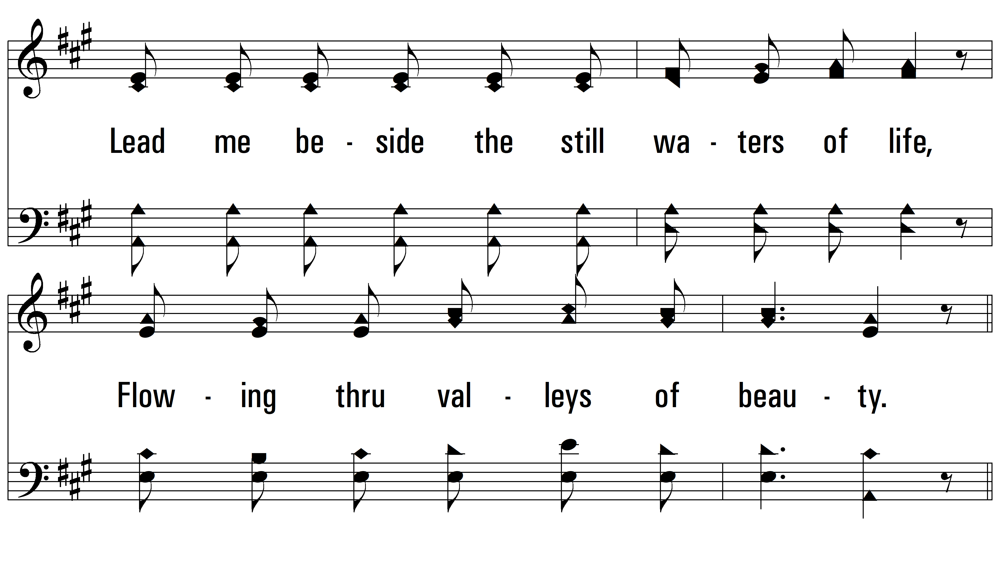 Lead me be - side the still wa - ters of life,
Flow - ing thru val - leys of beau - ty.